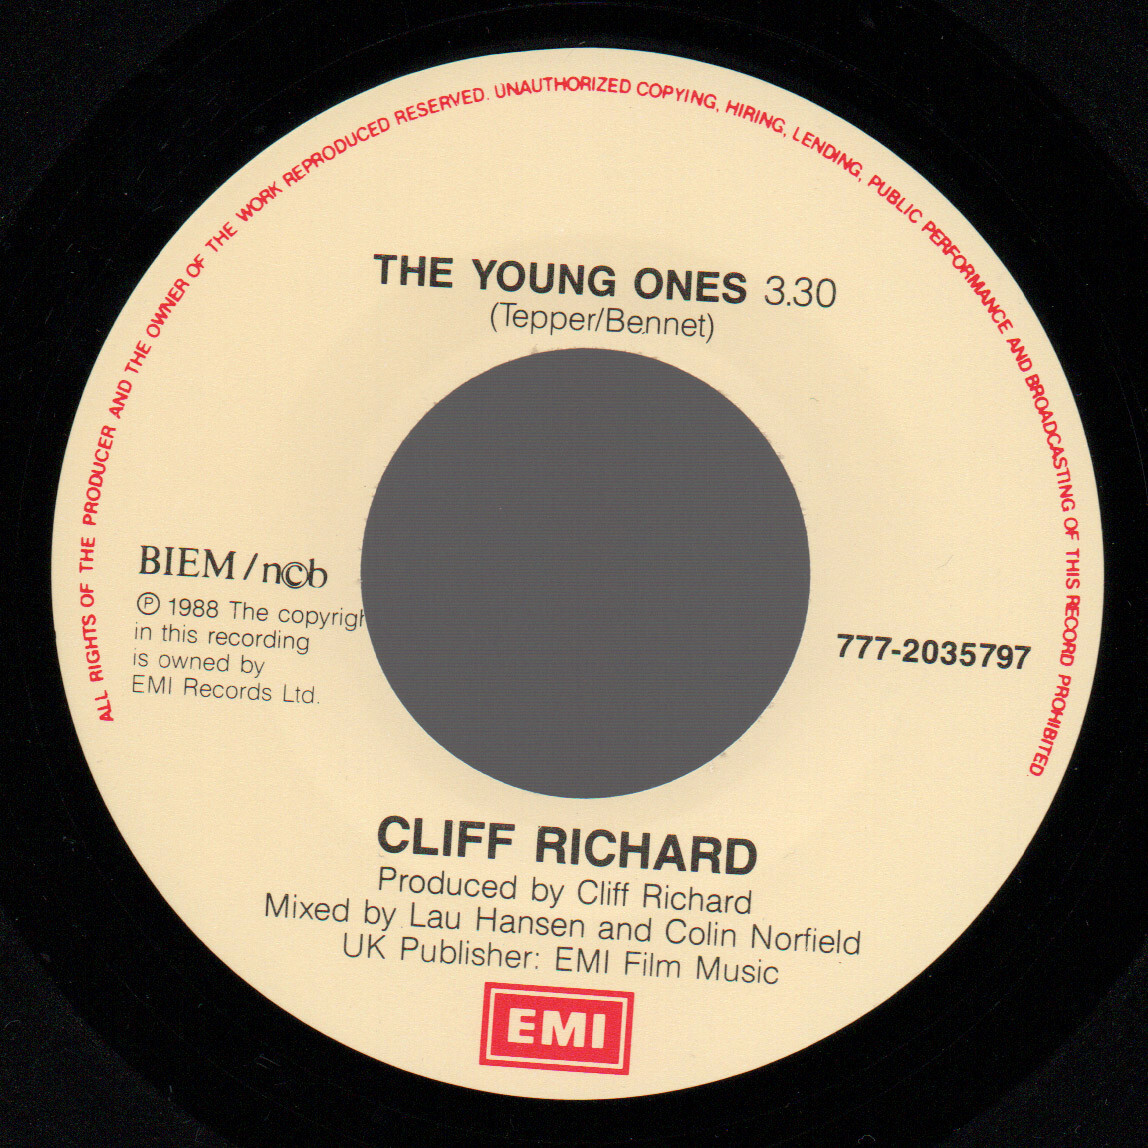 ALL RIGHTS OF THE PRODUCER AND THE OWNER OF THE WORK REPRODUCED RESERVED. UNAUTHORIZED COPYING, HIRING, LENDING, PUBLIC PERFORMANCE AND BROADCASTING OF THIS RECORD PROHIBITED.
THE YOUNG ONES 3.30
(Tepper/Bennet)
BIEM / n©b
℗ 1988 The copyrigh
in this recording
is owned by
EMI Records Ltd.
777-2035797
CLIFF RICHARD
Produced by Cliff Richard
Mixed by Lau Hansen and Colin Norfield
UK Publisher: EMI Film Music
EMI